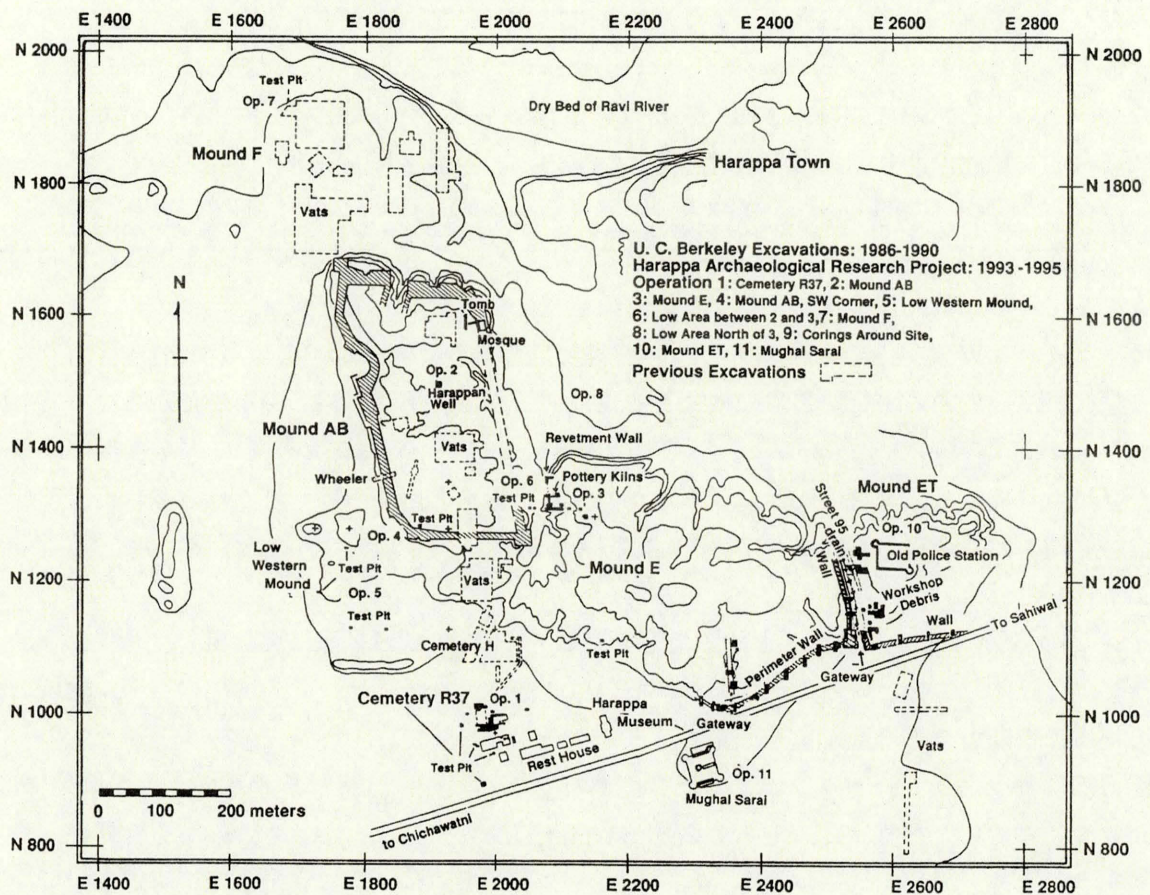 E 1400 E 1600 E 1800 E 2000 E 2200 E 2400 E 2600
N 2000 N 2000
Test Pit
Op. 7
Dry Bed of Ravi River
Mound F
Harappa Town
N 1800 N 1800
Vats
U. C. Berkeley Excavations: 1986-1990
Harappa Archaeological Research Project: 1993 -1995
Operation 1: Cemetery R37, 2: Mound AB
3: Mound E, 4: Mound AB, SW Corner, 5: Low Western Mound,
6: Low Area between 2 and 3,7: Mound F,
8: Low Area North of 3, 9: Corings Around Site,
10: Mound ET, 11: Mughal Sarai
Previous Excavations
N
N 1600 N 1600
Tomb
Mosque
Op. 2
Harappan
Well
Op. 8
Mound AB
Revetment Wall
N 1400 N 1400
Vats
Wheeler
Op. 6
Pottery Kilns
Test Pit
Op. 3
Mound ET
Street 95
drain
Wall
Op. 10
Test Pit
Op. 4
Old Police Station
Low
Western
Mound
Test Pit
Op. 5
Test Pit
Vats
Mound E
N 1200 N 1200
Workshop
Debris
Wall
To Sahiwal
Cemetery H
Test Pit
Perimeter Wall
Gateway
Cemetery R37
Op. 1
Harappa
Museum
Gateway
N 1000 N 1000
Rest House
Test Pit
Vats
Op. 11
Mughal Sarai
0 100 200 meters
to Chichawatni
N 800 N 800
E 1400 E 1600 E 1800 E 2000 E 2200 E 2400 E 2600